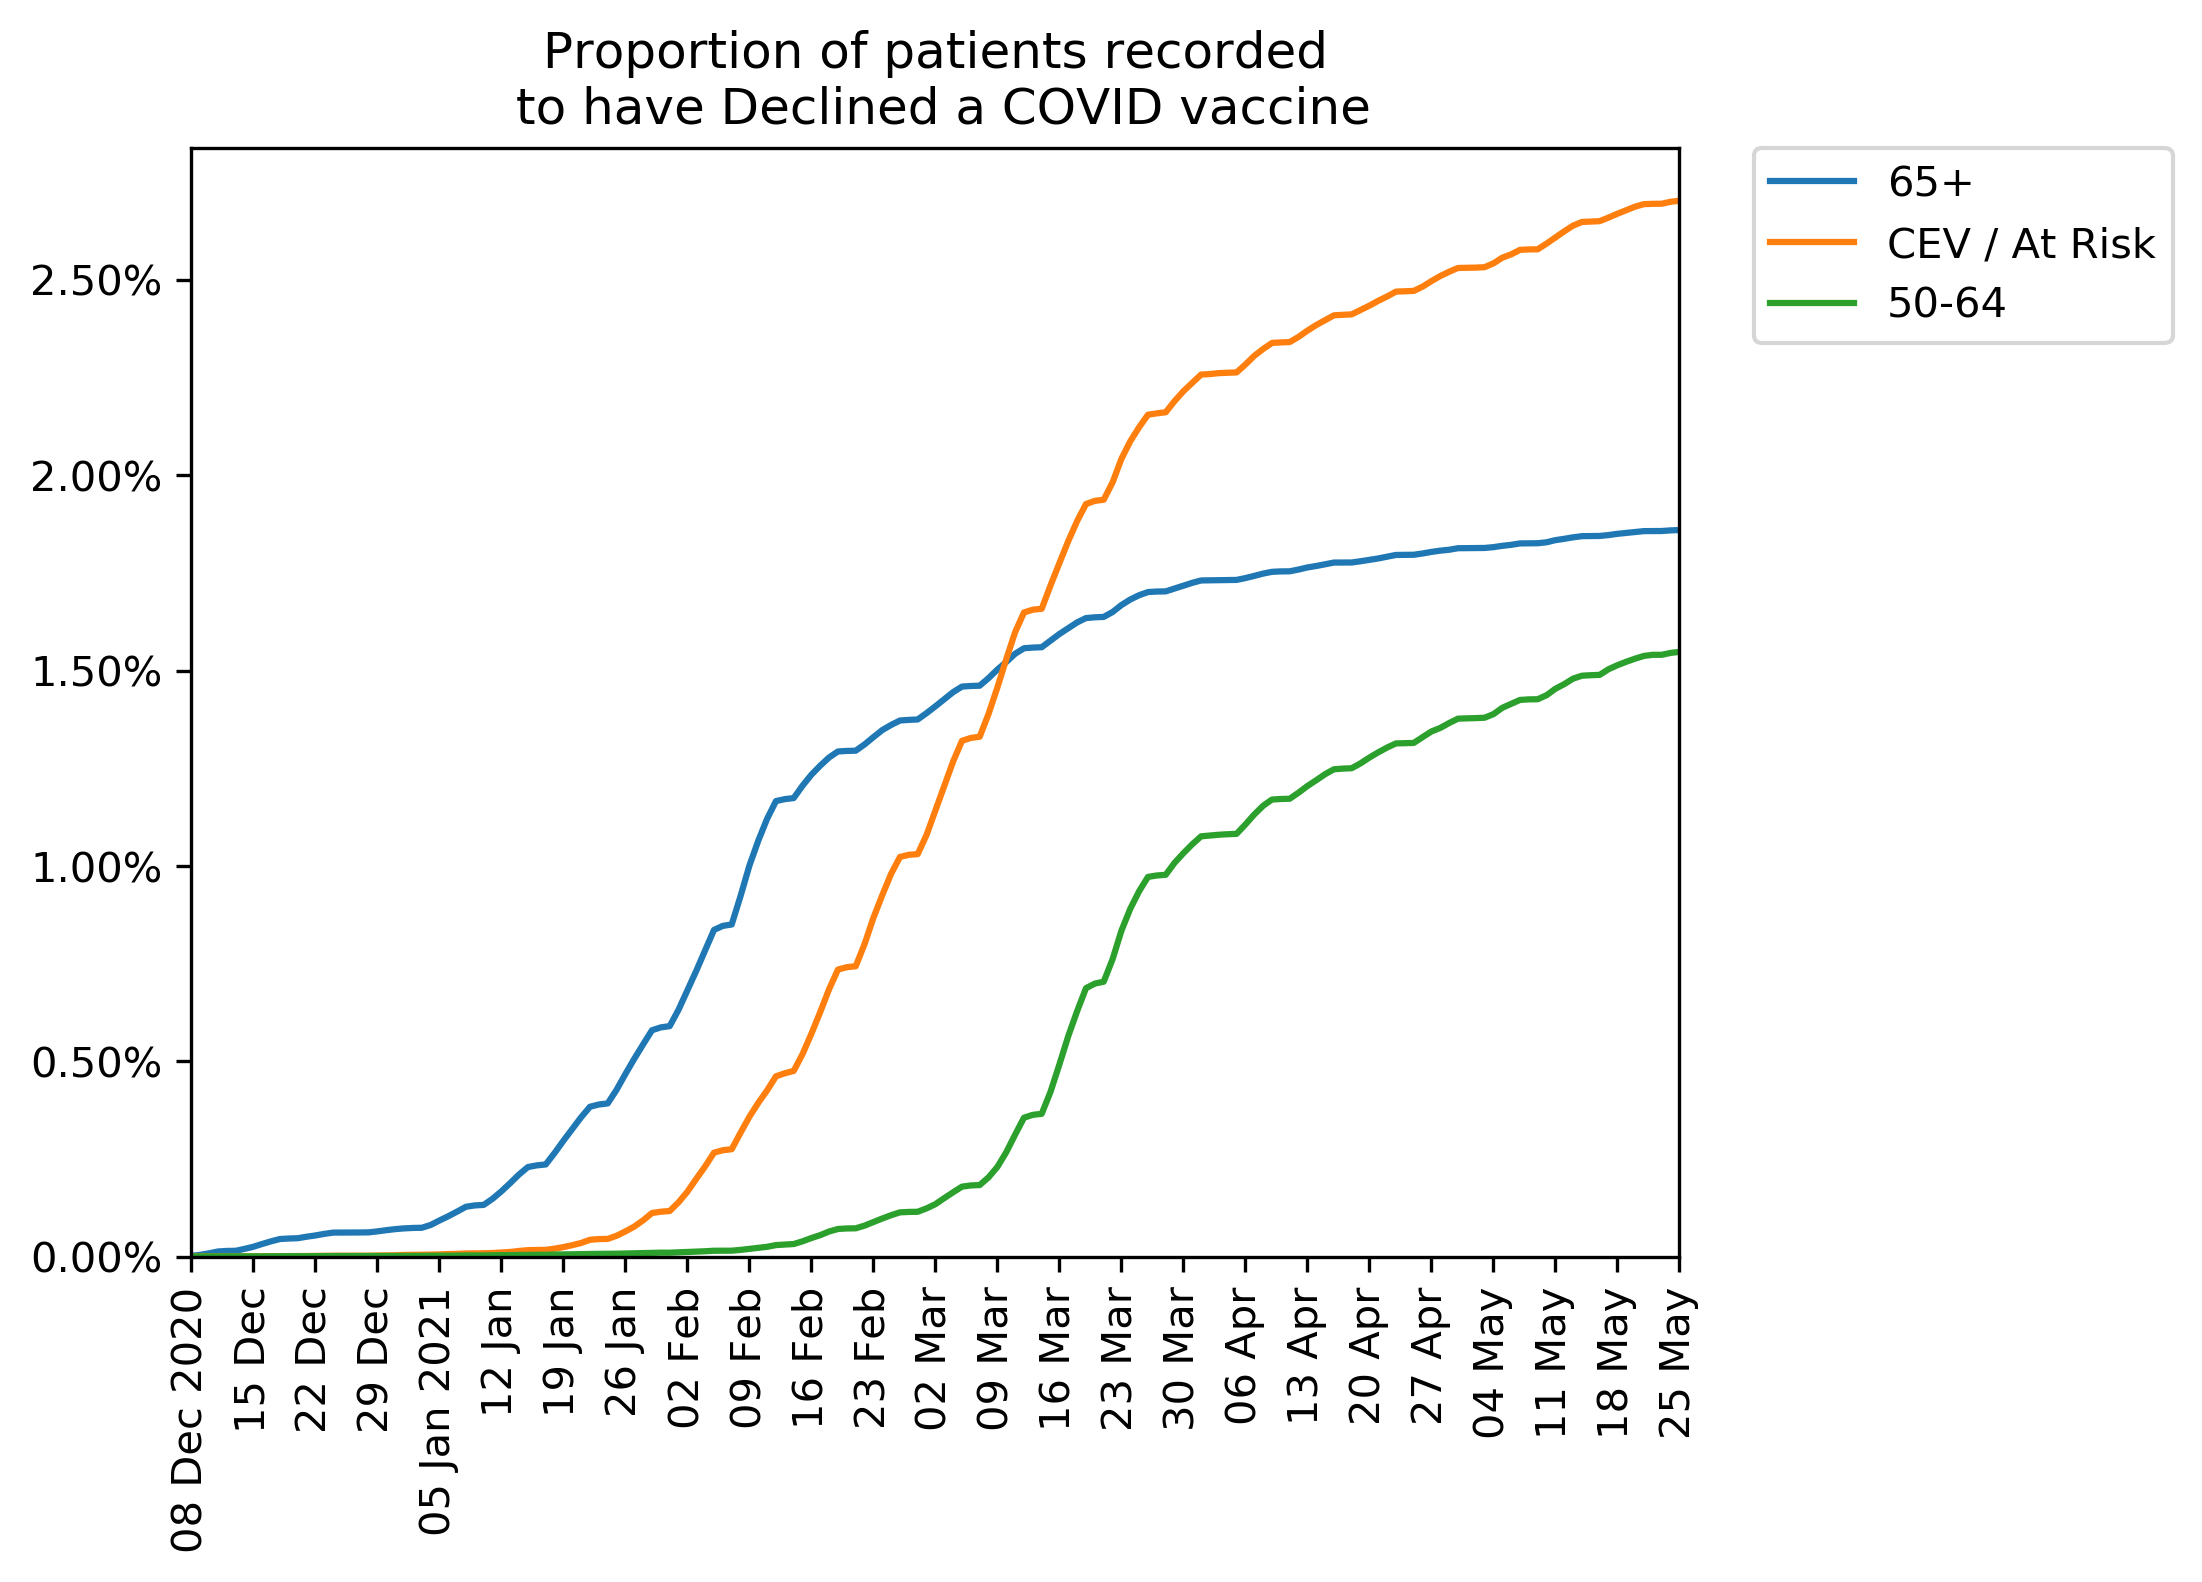 Proportion of patients recorded
to have Declined a COVID vaccine
65+
CEV / At Risk
50-64
2.50%
2.00%
1.50%
1.00%
0.50%
0.00%
08 Dec 2020
15 Dec
22 Dec
29 Dec
05 Jan 2021
12 Jan
19 Jan
26 Jan
02 Feb
09 Feb
16 Feb
23 Feb
02 Mar
09 Mar
16 Mar
23 Mar
30 Mar
06 Apr
13 Apr
20 Apr
27 Apr
04 May
11 May
18 May
25 May